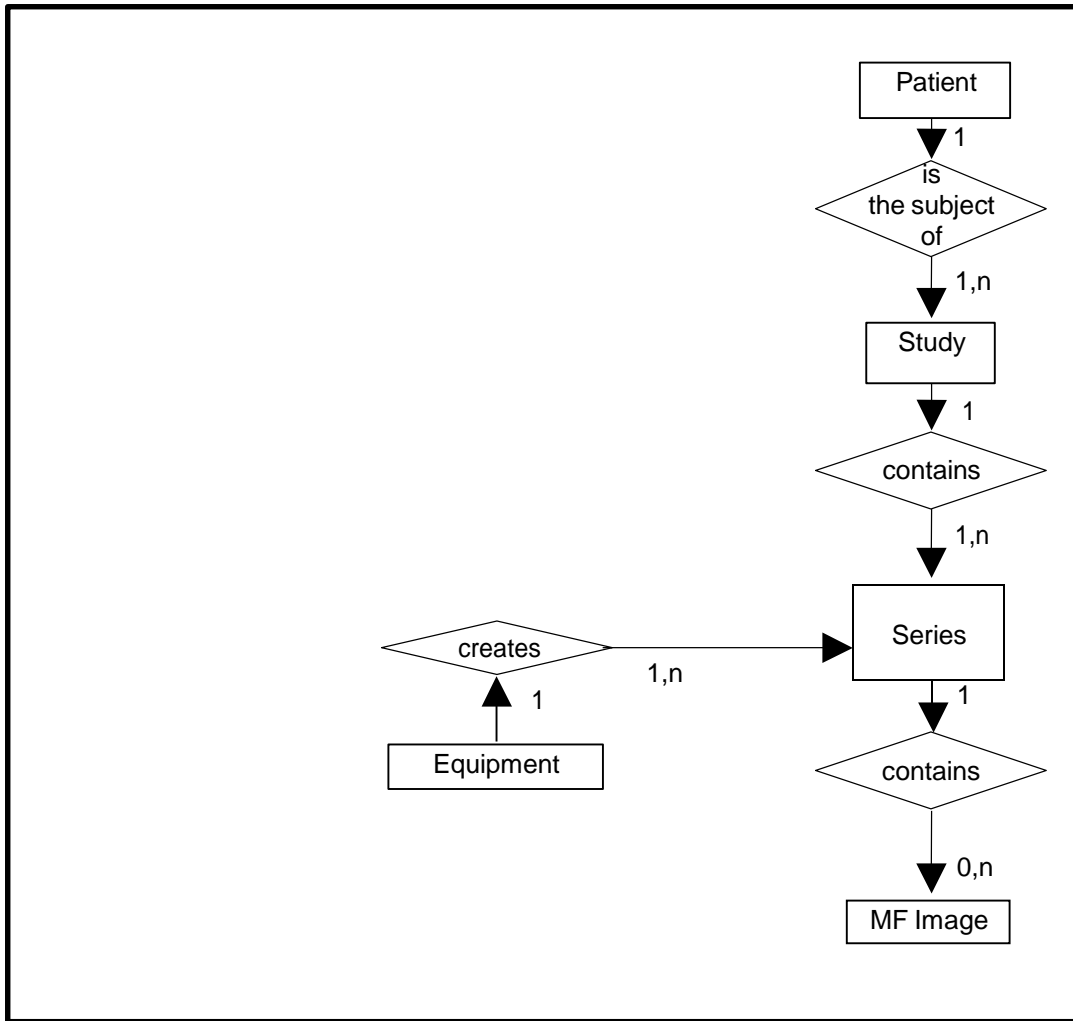 Patient
1
is
the subject
of
1,n
Study
1
contains
1,n
Series
creates
1,n
1
1
Equipment
contains
0,n
MF Image